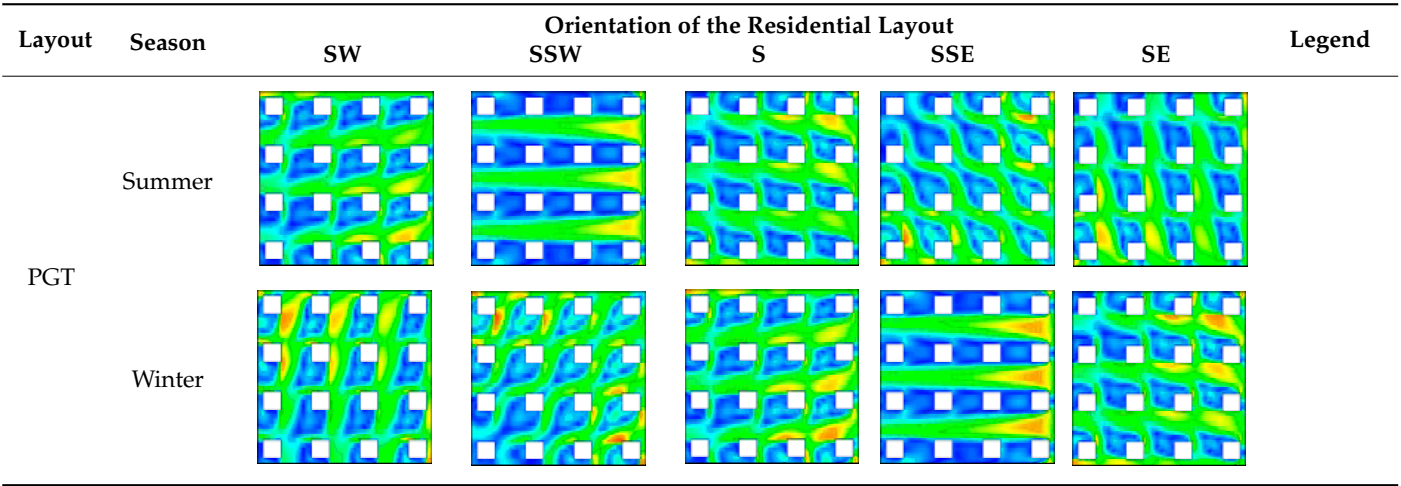 Layout Season Orientation of the Residential Layout Legend
SW SSW S SSE SE
Summer
PGT
Winter